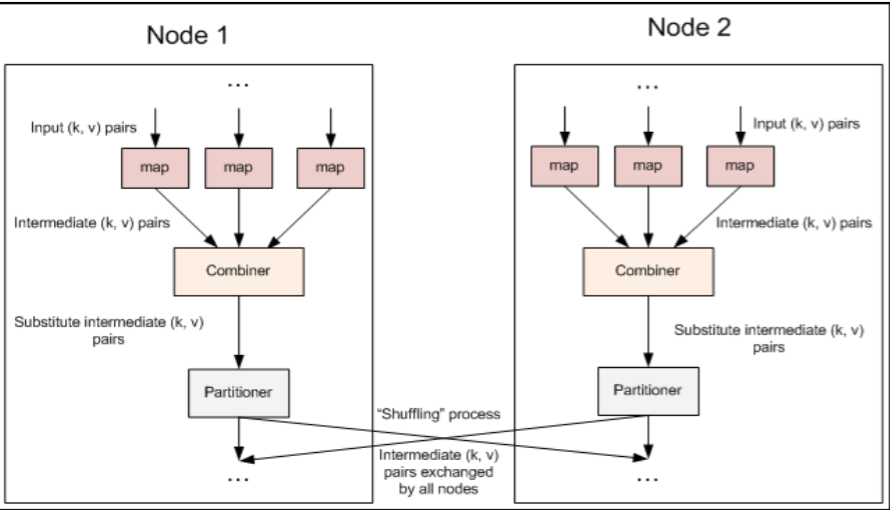 Node 1
Node 2
...
...
Input (k, v) pairs
Input (k, v) pairs
map
map
map
map
map
map
Intermediate (k, v) pairs
Intermediate (k, v) pairs
Combiner
Combiner
Substitute intermediate (k, v)
pairs
Substitute intermediate (k, v)
pairs
Partitioner
Partitioner
“Shuffling” process
Intermediate (k, v)
pairs exchanged
by all nodes
...
...